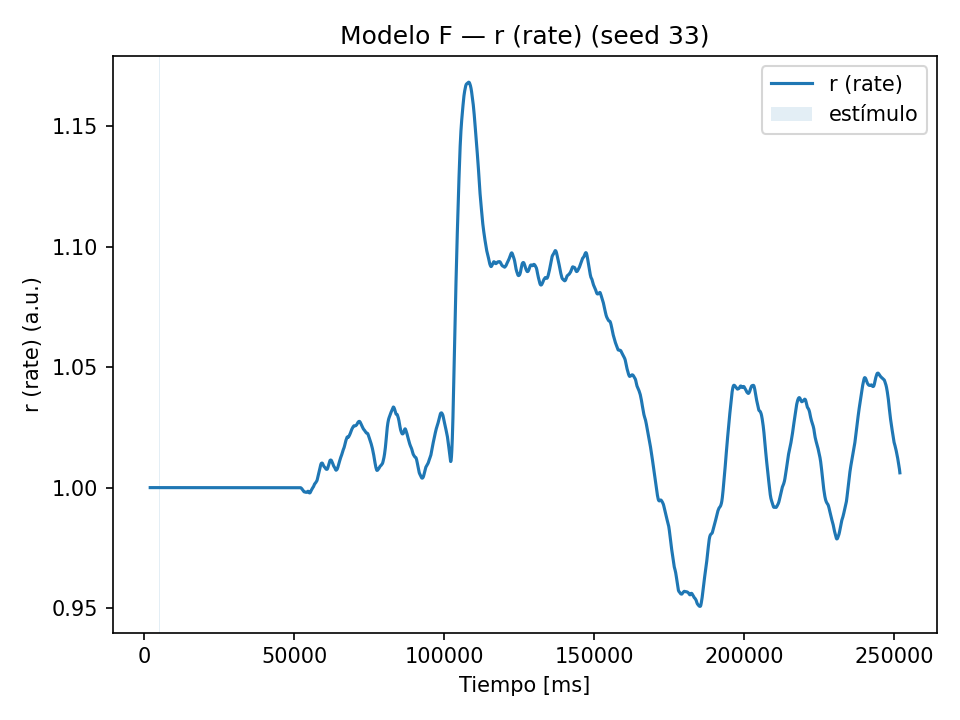 Modelo F — r (rate) (seed 33)
r (rate)
estímulo
1.15
1.10
1.05
1.00
0.95
r (rate) (a.u.)
0 50000 100000 150000 200000 250000
Tiempo [ms]